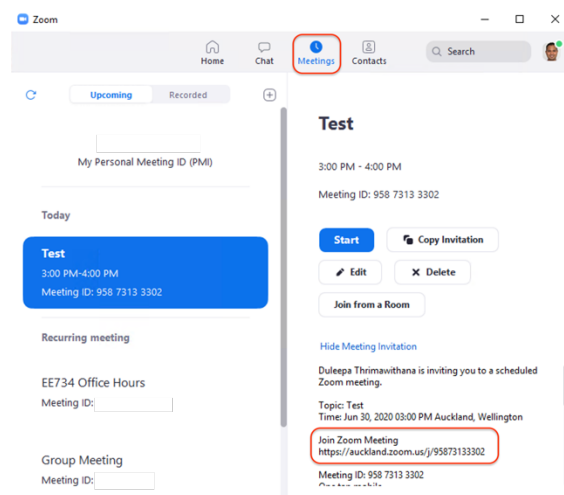 Zoom
Home
Chat
Meetings
Contacts
Search
Upcoming
Recorded
My Personal Meeting ID (PMI)
Today
Test
3:00 PM-4:00 PM
Meeting ID: 958 7313 3302
Recurring meeting
EE734 Office Hours
Meeting ID:
Group Meeting
Meeting ID:
Test
3:00 PM - 4:00 PM
Meeting ID: 958 7313 3302
Start
Copy Invitation
Edit
Delete
Join from a Room
Hide Meeting Invitation
Duleepa Thrimawithana is inviting you to a scheduled
Zoom meeting.
Topic: Test
Time: Jun 30, 2020 03:00 PM Auckland, Wellington
Join Zoom Meeting
https://auckland.zoom.us/j/95873133302
Meeting ID: 958 7313 3302
One tap mobile